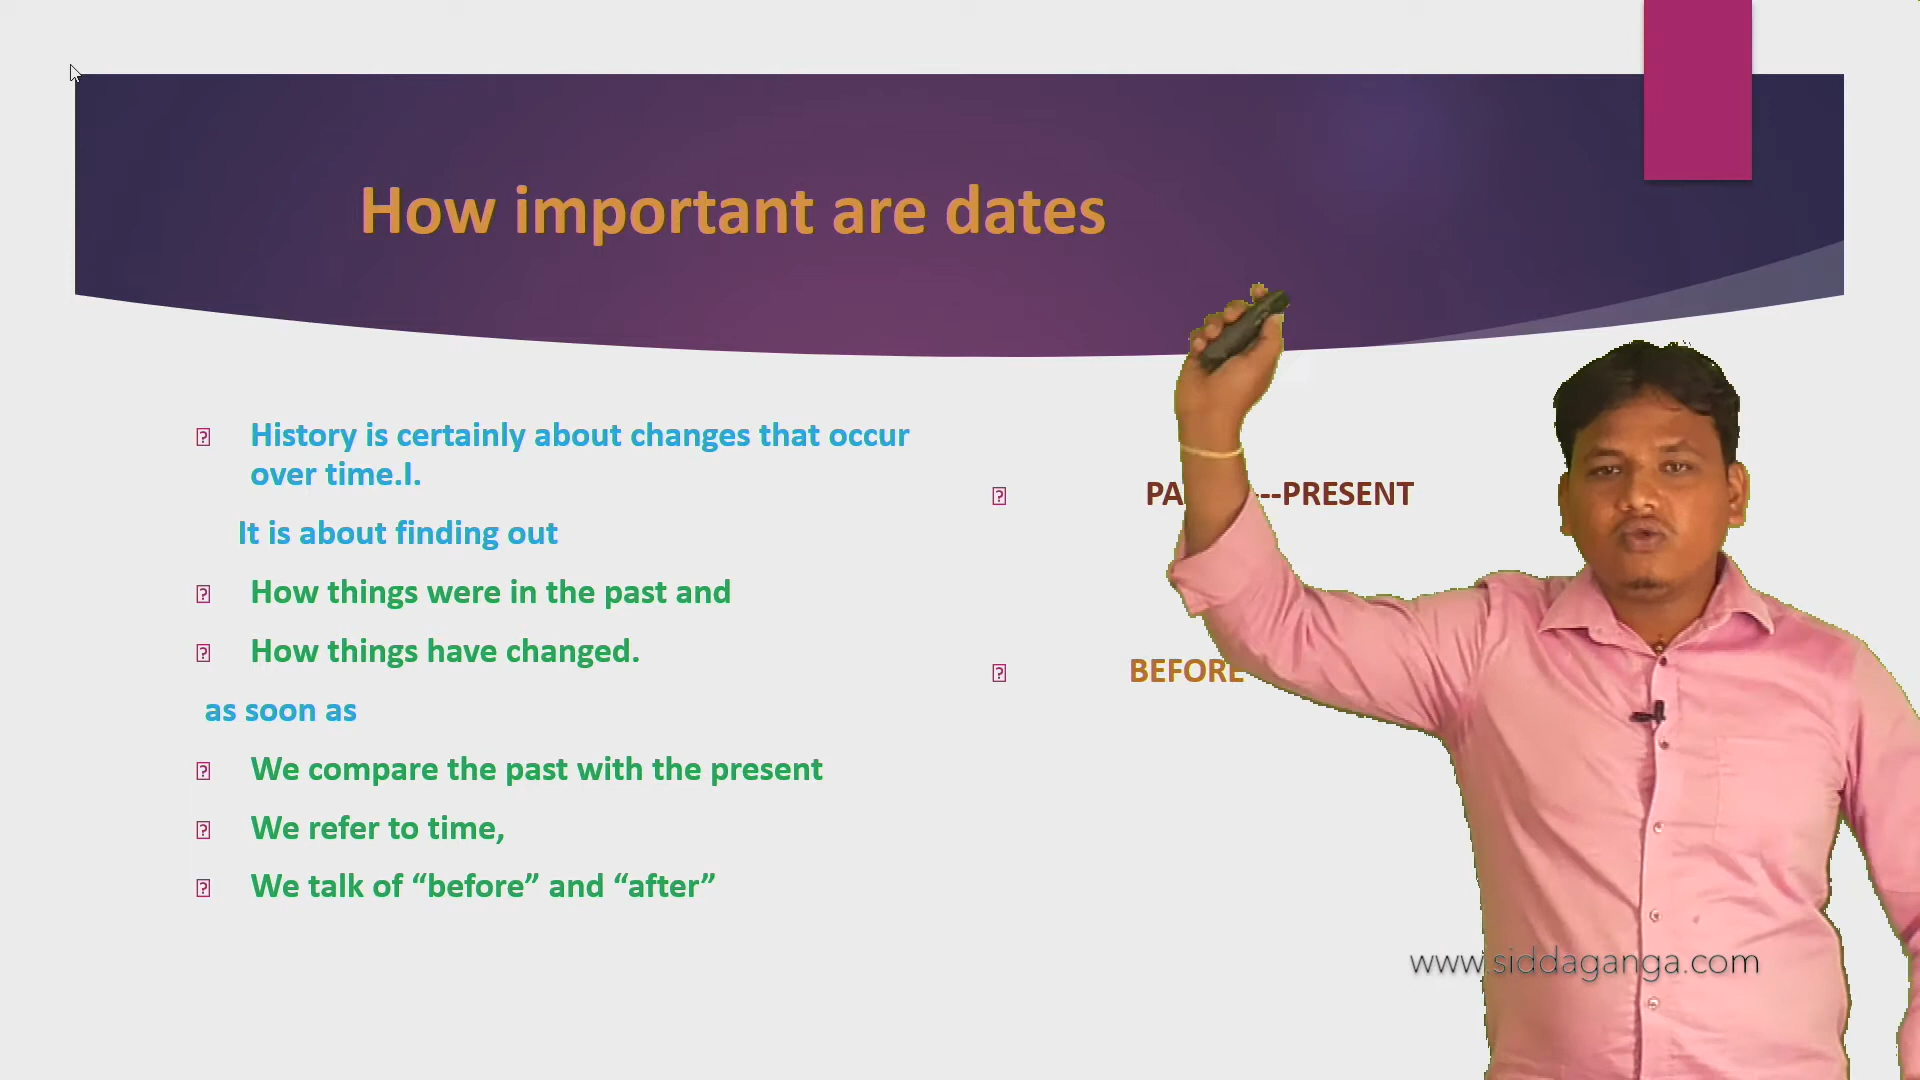 How important are dates
History is certainly about changes that occur
over time.I.
It is about finding out
How things were in the past and
How things have changed.
as soon as
We compare the past with the present
We refer to time,
We talk of “before” and “after”
---PRESENT
BEFORE
www.siddaganga.com